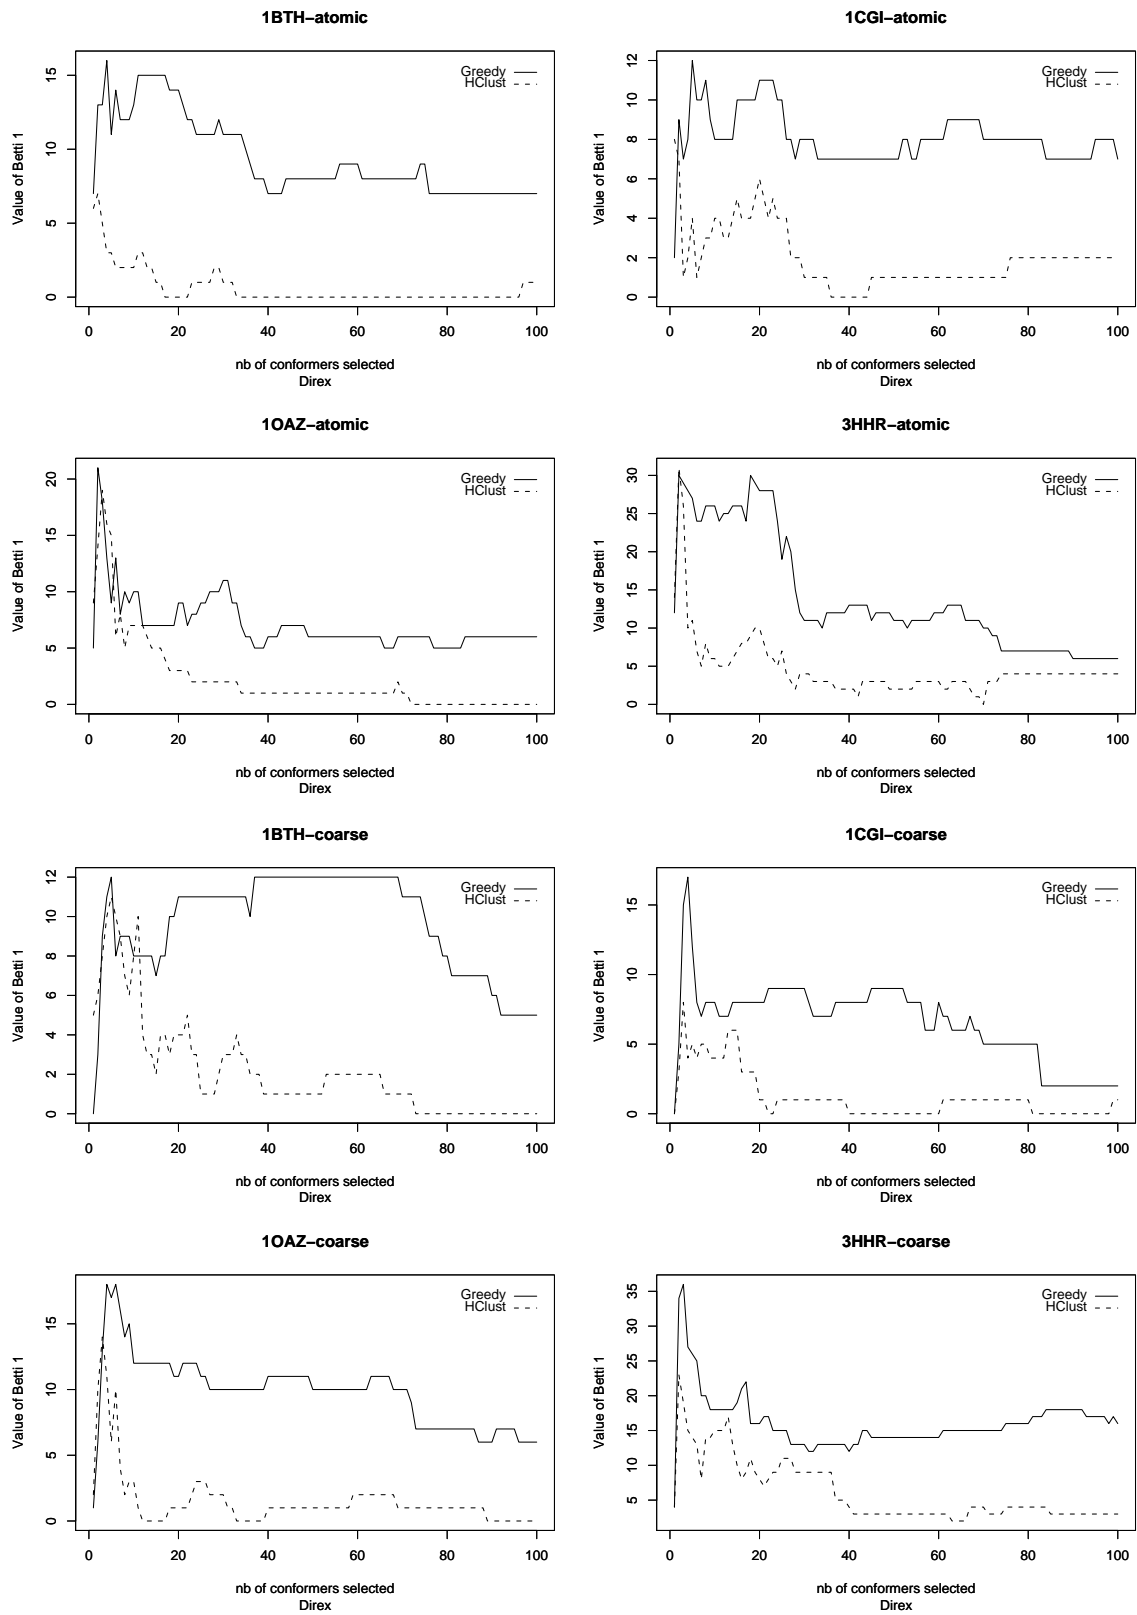 1BTH−atomic
Value of Betti 1
15
10
5
0
Greedy
HClust
0 20 40 60 80 100
nb of conformers selected
Direx
1CGI−atomic
Value of Betti 1
12
10
8
6
4
2
0
Greedy
HClust
0 20 40 60 80 100
nb of conformers selected
Direx
1OAZ−atomic
Value of Betti 1
20
15
10
5
0
Greedy
HClust
0 20 40 60 80 100
nb of conformers selected
Direx
3HHR−atomic
Value of Betti 1
30
25
20
15
10
5
0
Greedy
HClust
0 20 40 60 80 100
nb of conformers selected
Direx
1BTH−coarse
Value of Betti 1
12
10
8
6
4
2
0
Greedy
HClust
0 20 40 60 80 100
nb of conformers selected
Direx
1CGI−coarse
Value of Betti 1
15
10
5
0
Greedy
HClust
0 20 40 60 80 100
nb of conformers selected
Direx
1OAZ−coarse
Value of Betti 1
15
10
5
0
Greedy
HClust
0 20 40 60 80 100
nb of conformers selected
Direx
3HHR−coarse
Value of Betti 1
35
30
25
20
15
10
5
Greedy
HClust
0 20 40 60 80 100
nb of conformers selected
Direx